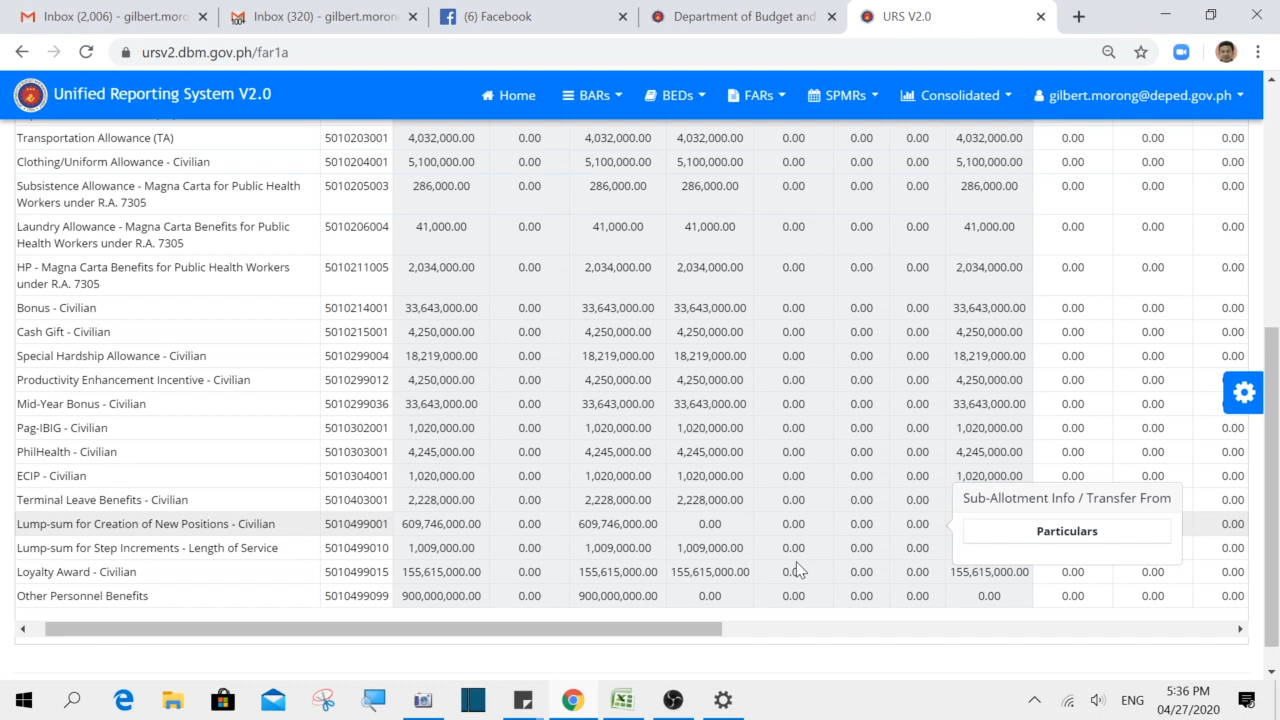 Inbox (2,006) - gilbert.moro
Inbox (320) - gilbert.morong
(6) Facebook
Department of Budget and
URS V2.0
ursv2.dbm.gov.ph/far1a
Unified Reporting System V2.0
Home
BARs
BEDs
FARs
SPMRs
Consolidated
gilbert.morong@deped.gov.ph
Transportation Allowance (TA) 5010203001 4,032,000.00 0.00 4,032,000.00 4,032,000.00 0.00 0.00 0.00 4,032,000.00 0.00 0.00 0.00
Clothing/Uniform Allowance - Civilian 5010204001 5,100,000.00 0.00 5,100,000.00 5,100,000.00 0.00 0.00 0.00 5,100,000.00 0.00 0.00 0.00
Subsistence Allowance - Magna Carta for Public Health 5010205003 286,000.00 0.00 286,000.00 286,000.00 0.00 0.00 0.00 286,000.00 0.00 0.00 0.00
Workers under R.A. 7305
Laundry Allowance - Magna Carta Benefits for Public 5010206004 41,000.00 0.00 41,000.00 41,000.00 0.00 0.00 0.00 41,000.00 0.00 0.00 0.00
Health Workers under R.A. 7305
HP - Magna Carta Benefits for Public Health Workers 5010211005 2,034,000.00 0.00 2,034,000.00 2,034,000.00 0.00 0.00 0.00 2,034,000.00 0.00 0.00 0.00
under R.A. 7305
Bonus - Civilian 5010214001 33,643,000.00 0.00 33,643,000.00 33,643,000.00 0.00 0.00 0.00 33,643,000.00 0.00 0.00 0.00
Cash Gift - Civilian 5010215001 4,250,000.00 0.00 4,250,000.00 4,250,000.00 0.00 0.00 0.00 4,250,000.00 0.00 0.00 0.00
Special Hardship Allowance - Civilian 5010299004 18,219,000.00 0.00 18,219,000.00 18,219,000.00 0.00 0.00 0.00 18,219,000.00 0.00 0.00 0.00
Productivity Enhancement Incentive - Civilian 5010299012 4,250,000.00 0.00 4,250,000.00 4,250,000.00 0.00 0.00 0.00 4,250,000.00 0.00 0.00
Mid-Year Bonus - Civilian 5010299036 33,643,000.00 0.00 33,643,000.00 33,643,000.00 0.00 0.00 0.00 33,643,000.00 0.00 0.00
Pag-IBIG - Civilian 5010302001 1,020,000.00 0.00 1,020,000.00 1,020,000.00 0.00 0.00 0.00 1,020,000.00 0.00 0.00 0.00
PhilHealth - Civilian 5010303001 4,245,000.00 0.00 4,245,000.00 4,245,000.00 0.00 0.00 0.00 4,245,000.00 0.00 0.00 0.00
ECIP - Civilian 5010304001 1,020,000.00 0.00 1,020,000.00 1,020,000.00 0.00 0.00 0.00 1,020,000.00 0.00 0.00 0.00
Terminal Leave Benefits - Civilian 5010403001 2,228,000.00 0.00 2,228,000.00 2,228,000.00 0.00 0.00 0.00 0.00
Sub-Allotment Info / Transfer From
Lump-sum for Creation of New Positions - Civilian 5010499001 609,746,000.00 0.00 609,746,000.00 0.00 0.00 0.00 0.00 0.00
Particulars
Lump-sum for Step Increments - Length of Service 5010499010 1,009,000.00 0.00 1,009,000.00 1,009,000.00 0.00 0.00 0.00 0.00
Loyalty Award - Civilian 5010499015 155,615,000.00 0.00 155,615,000.00 155,615,000.00 0.00 0.00 0.00 155,615,000.00 0.00 0.00 0.00
Other Personnel Benefits 5010499099 900,000,000.00 0.00 900,000,000.00 0.00 0.00 0.00 0.00 0.00 0.00 0.00 0.00
ENG
5:36 PM
04/27/2020